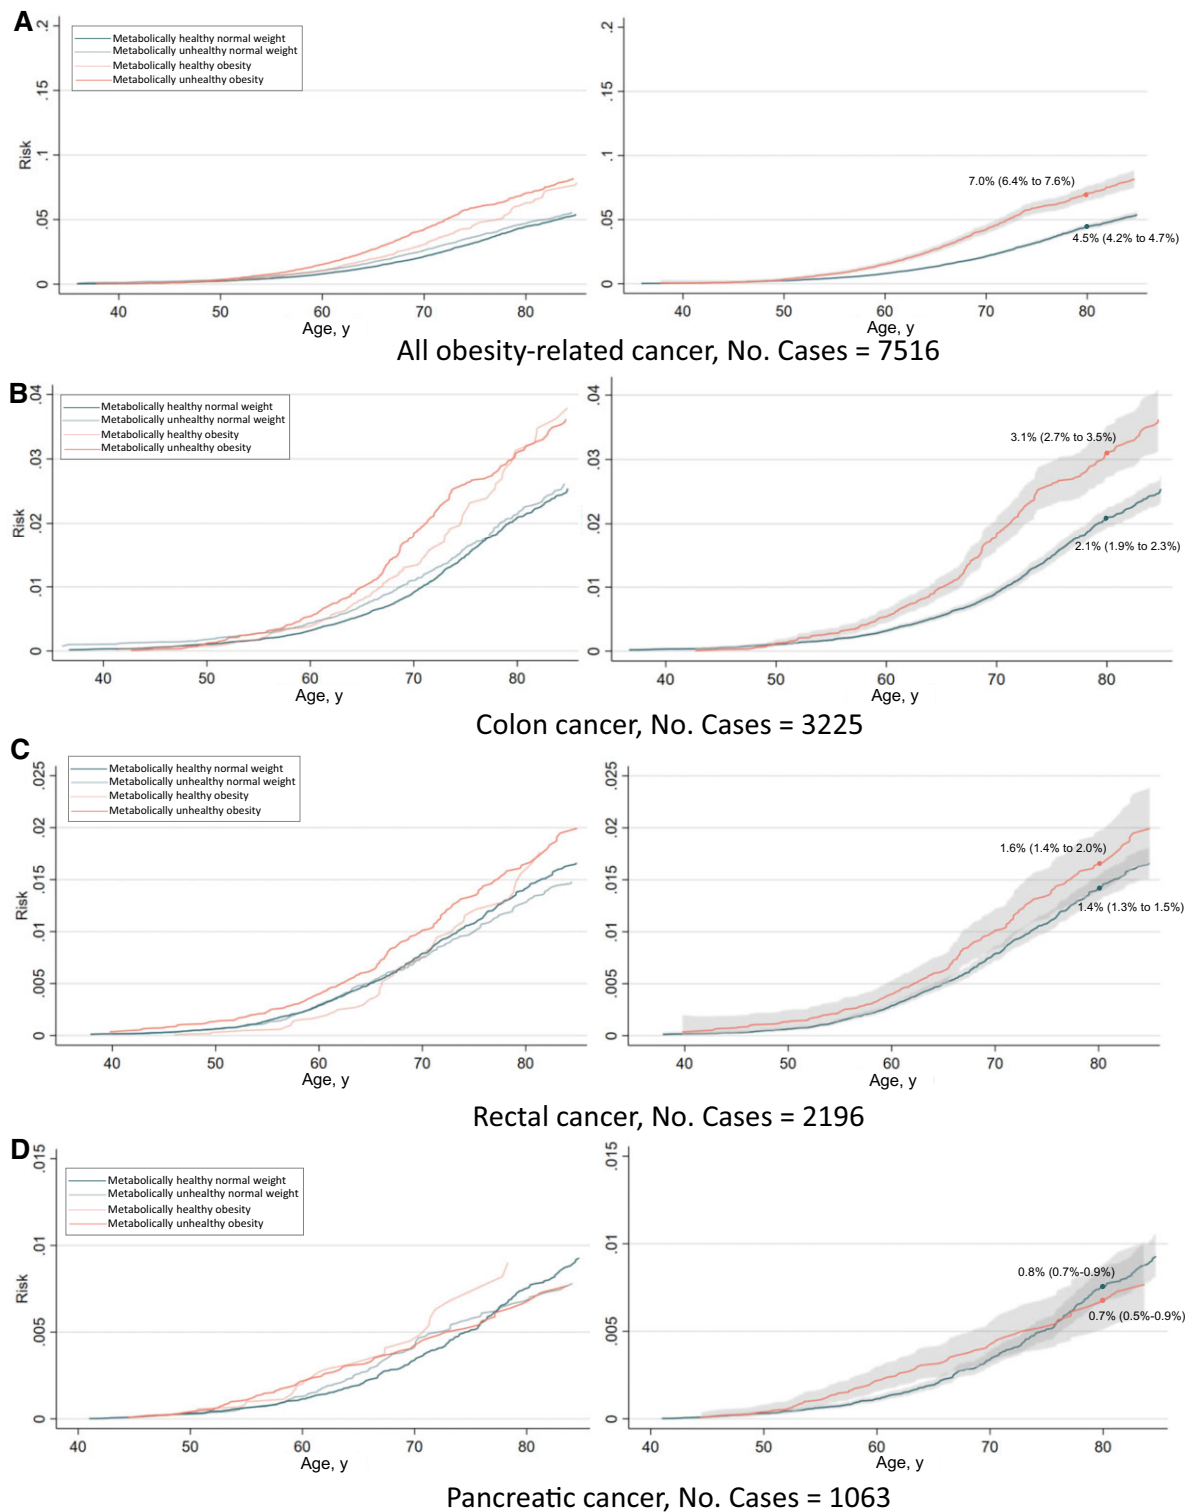 A
.2
.15
.1
.05
0
Risk
Metabolically healthy normal weight
Metabolically unhealthy normal weight
Metabolically healthy obesity
Metabolically unhealthy obesity
40 50 60 70 80
Age, y
.2
.15
.1
.05
0
7.0% (6.4% to 7.6%)
4.5% (4.2% to 4.7%)
40 50 60 70 80
Age, y
All obesity-related cancer, No. Cases = 7516
B
.04
.03
.02
.01
0
Risk
Metabolically healthy normal weight
Metabolically unhealthy normal weight
Metabolically healthy obesity
Metabolically unhealthy obesity
40 50 60 70 80
Age, y
.04
.03
.02
.01
0
3.1% (2.7% to 3.5%)
2.1% (1.9% to 2.3%)
40 50 60 70 80
Age, y
Colon cancer, No. Cases = 3225
C
.025
.02
.015
.01
.005
0
Risk
Metabolically healthy normal weight
Metabolically unhealthy normal weight
Metabolically healthy obesity
Metabolically unhealthy obesity
40 50 60 70 80
Age, y
.025
.02
.015
.01
.005
0
1.6% (1.4% to 2.0%)
1.4% (1.3% to 1.5%)
40 50 60 70 80
Age, y
Rectal cancer, No. Cases = 2196
D
.015
.01
.005
0
Risk
Metabolically healthy normal weight
Metabolically unhealthy normal weight
Metabolically healthy obesity
Metabolically unhealthy obesity
40 50 60 70 80
Age, y
.015
.01
.005
0
0.8% (0.7%-0.9%)
0.7% (0.5%-0.9%)
40 50 60 70 80
Age, y
Pancreatic cancer, No. Cases = 1063